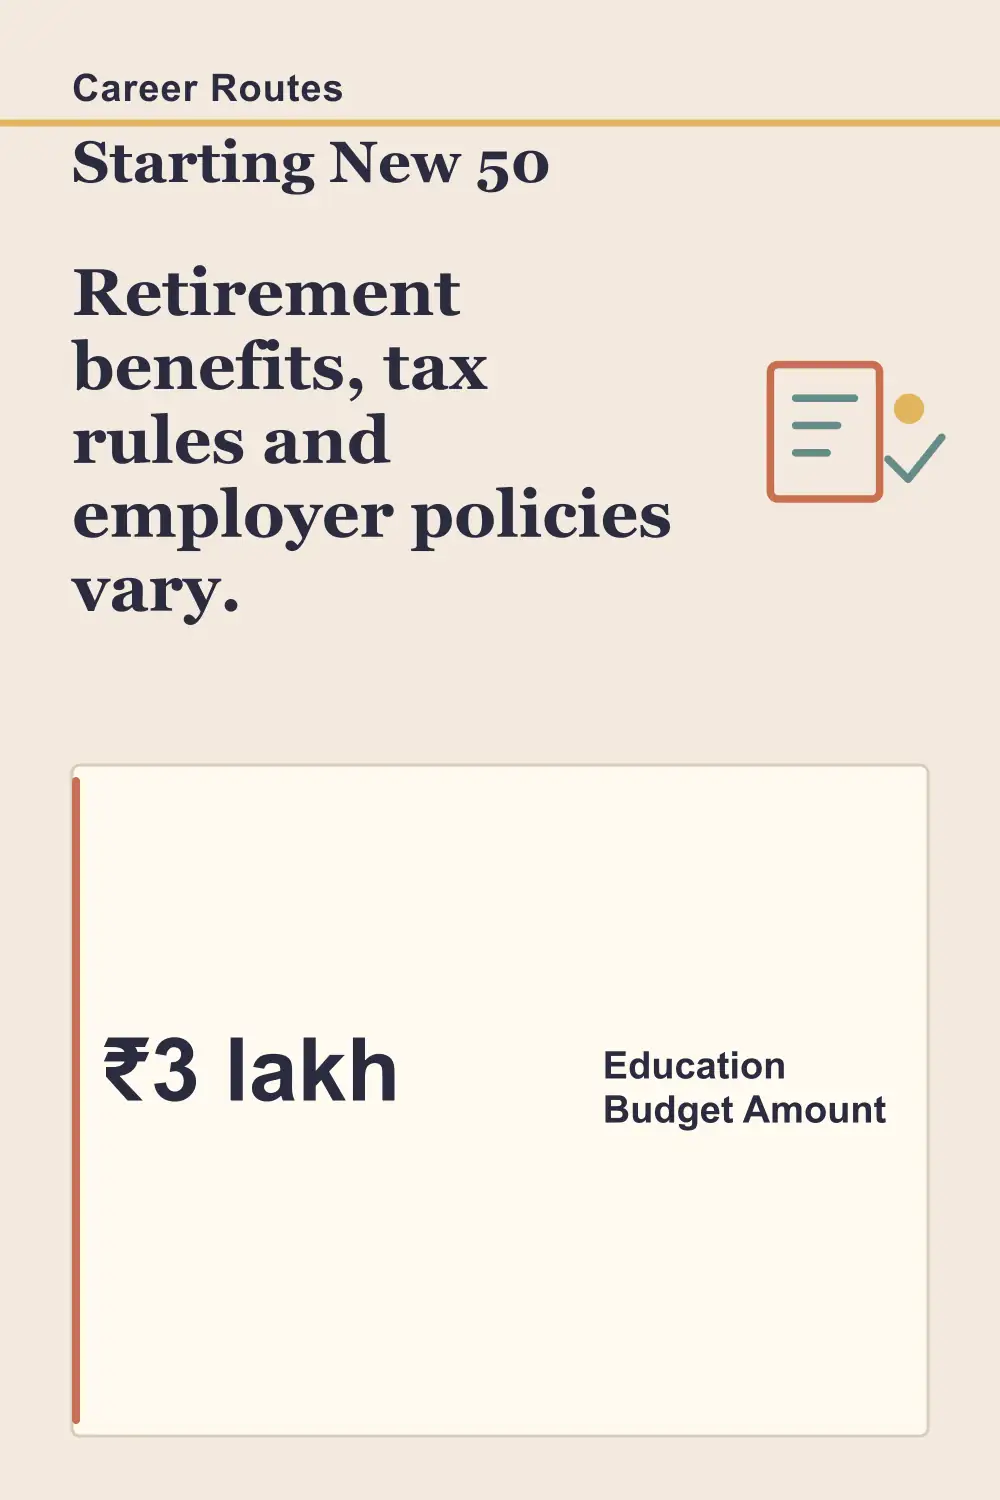 Career Routes
Starting New 50
Retirement
benefits, tax
rules and
employer policies
vary.
₹3 lakh
Education
Budget Amount